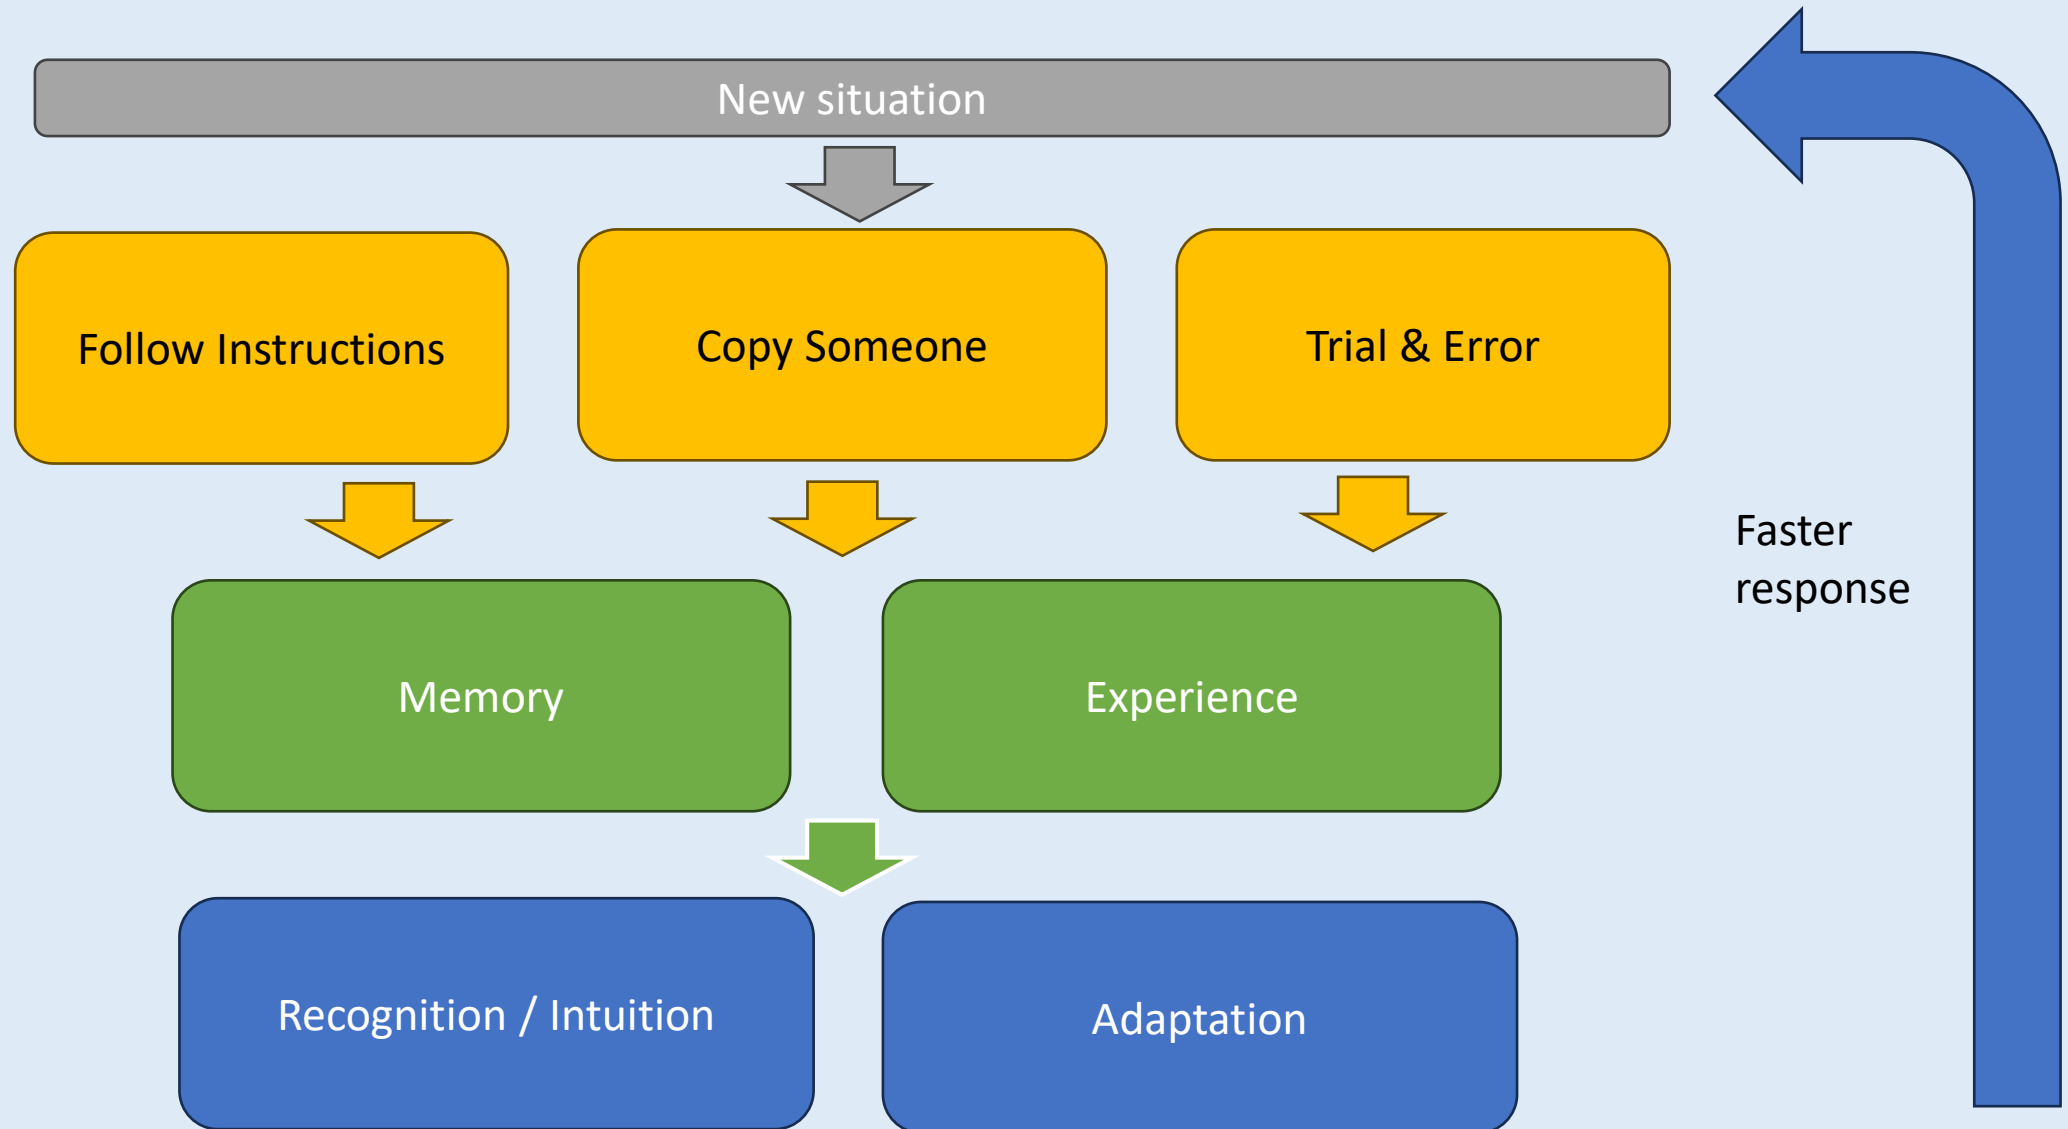 New situation
Follow Instructions
Copy Someone
Trial & Error
Faster
response
Memory
Experience
Recognition / Intuition
Adaptation